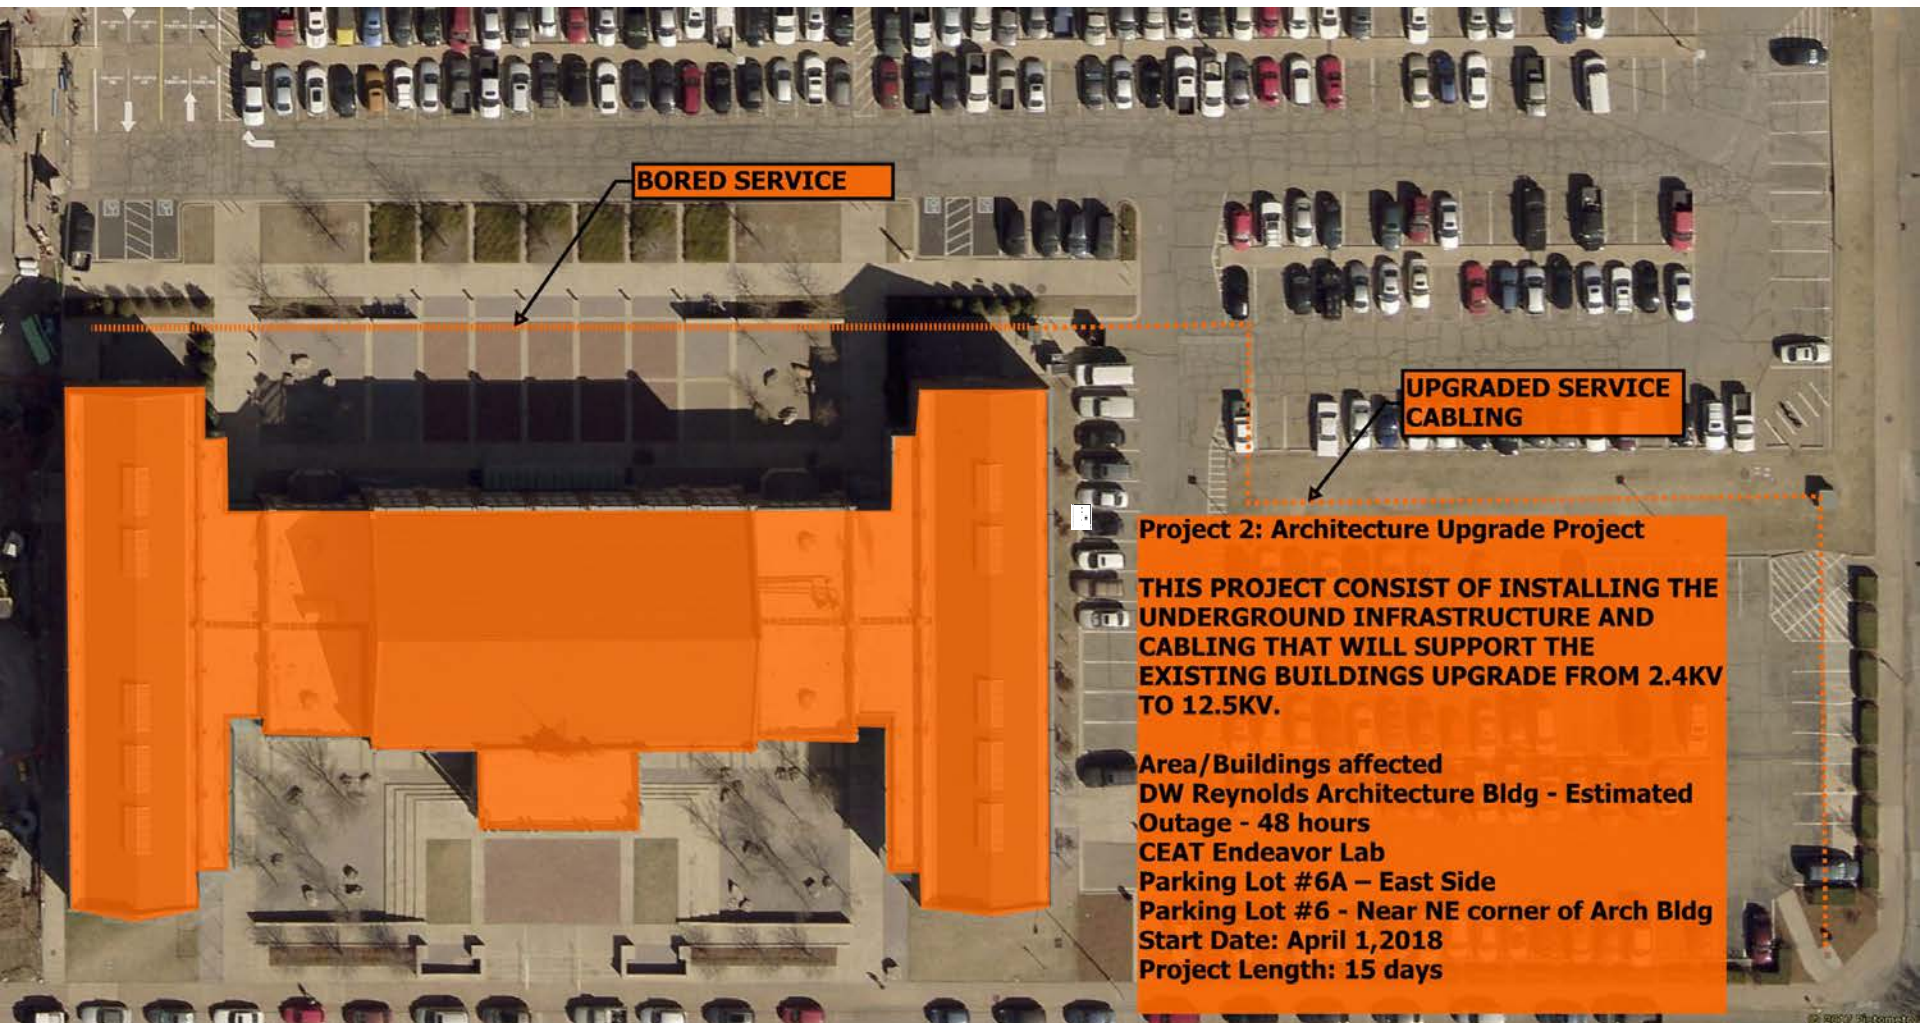 BORED SERVICE
UPGRADED SERVICE
CABLING
Project 2: Architecture Upgrade Project
THIS PROJECT CONSIST OF INSTALLING THE
UNDERGROUND INFRASTRUCTURE AND
CABLING THAT WILL SUPPORT THE
EXISTING BUILDINGS UPGRADE FROM 2.4KV
TO 12.5KV.
Area/Buildings affected
DW Reynolds Architecture Bldg - Estimated
Outage - 48 hours
CEAT Endeavor Lab
Parking Lot #6A – East Side
Parking Lot #6 - Near NE corner of Arch Bldg
Start Date: April 1,2018
Project Length: 15 days